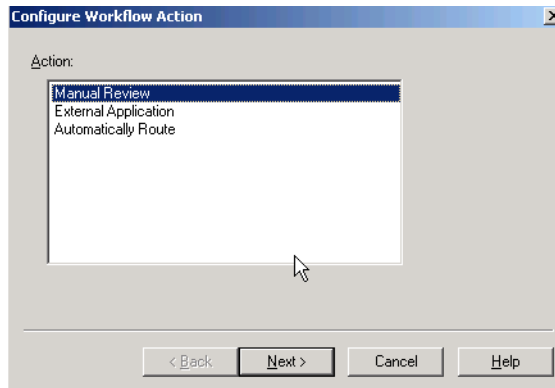 Configure Workflow Action
Action:
Manual Review
External Application
Automatically Route
< Back
Next >
Cancel
Help